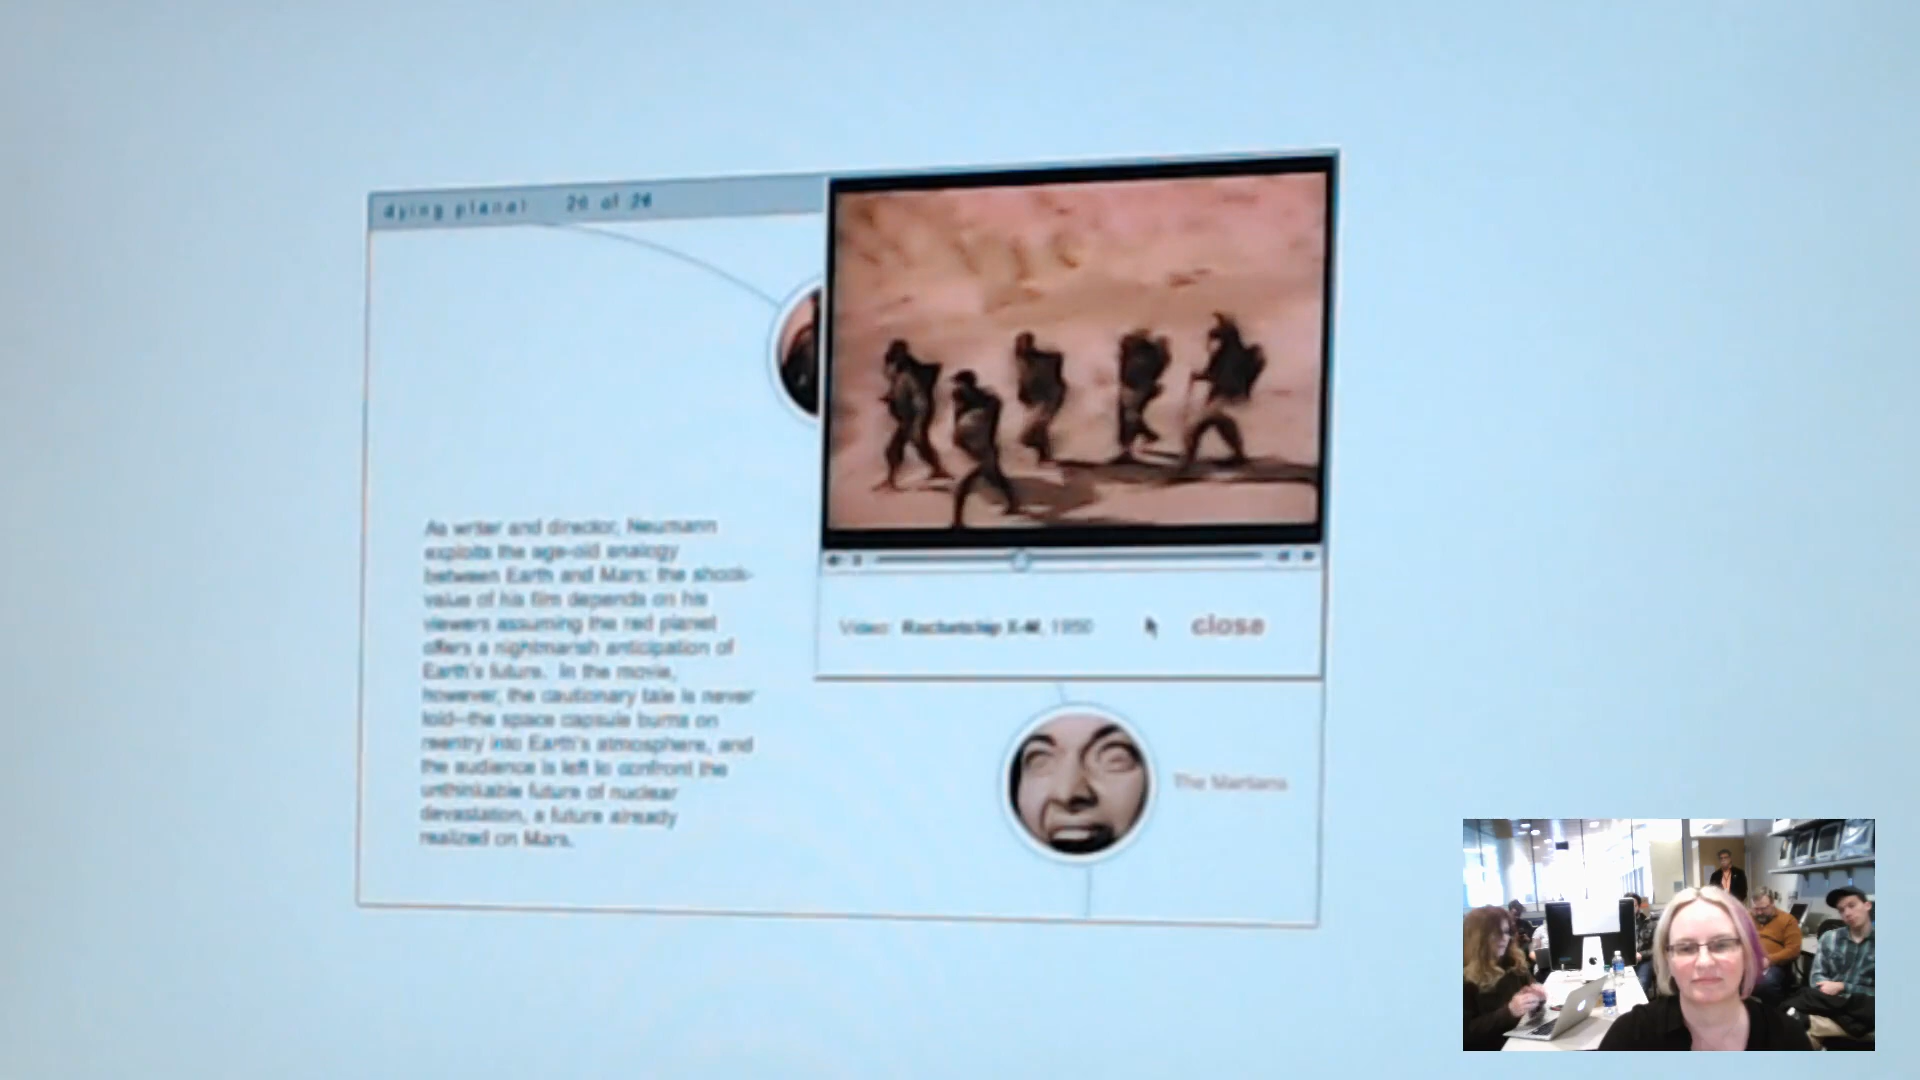 dying planet 26 of 26
As writer and director, Neumann
exploits the age-old analogy
between Earth and Mars: the shock-
value of his film depends on his
viewers assuming the red planet
offers a nightmarish anticipation of
Earth's future. In the movie,
however, the cautionary tale is never
told—the space capsule burns on
reentry into Earth's atmosphere, and
the audience is left to confront the
unthinkable future of nuclear
devastation, a future already
realized on Mars.
Video: Rocketship X-M, 1950
close
The Martians